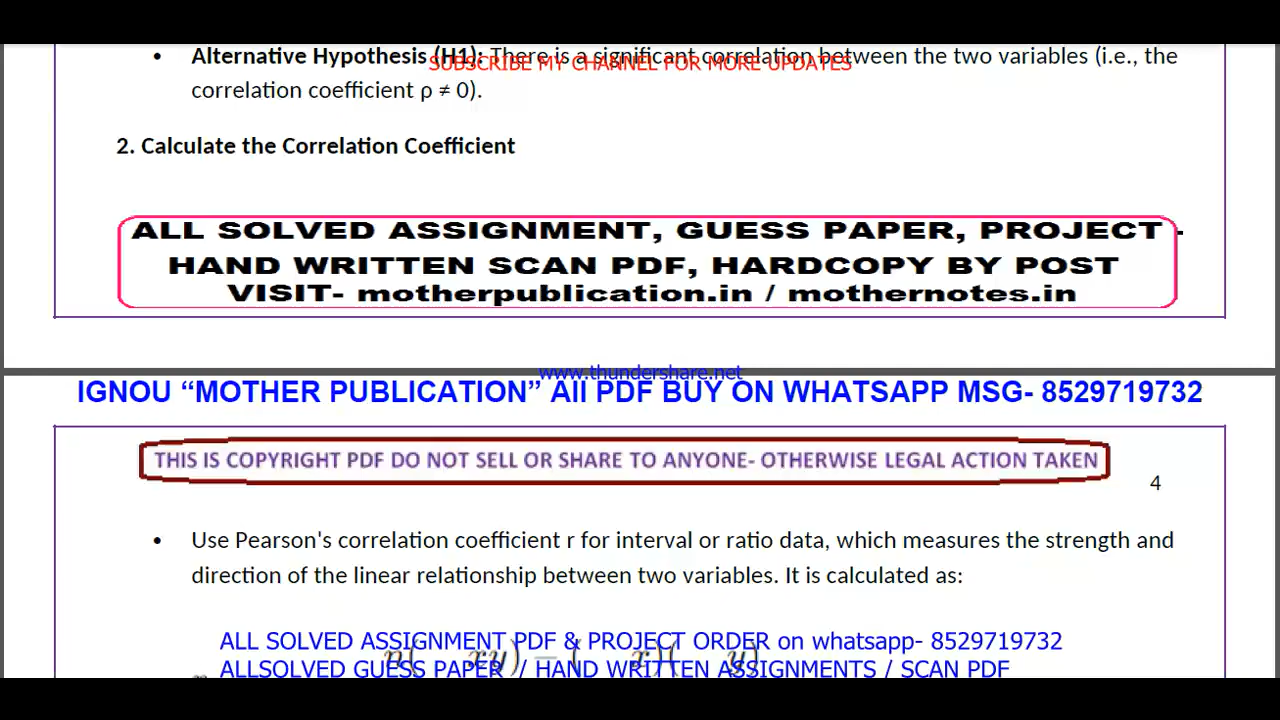 • Alternative Hypothesis (H1): There is a significant correlation between the two variables (i.e., the
SUBSCRIBE MY CHANNEL FOR MORE UPDATES
correlation coefficient ρ ≠ 0).
2. Calculate the Correlation Coefficient
ALL SOLVED ASSIGNMENT, GUESS PAPER, PROJECT -
HAND WRITTEN SCAN PDF, HARDCOPY BY POST
VISIT- motherpublication.in / mothernotes.in
www.thundershare.net
IGNOU “MOTHER PUBLICATION” All PDF BUY ON WHATSAPP MSG- 8529719732
THIS IS COPYRIGHT PDF DO NOT SELL OR SHARE TO ANYONE- OTHERWISE LEGAL ACTION TAKEN
4
• Use Pearson's correlation coefficient r for interval or ratio data, which measures the strength and
direction of the linear relationship between two variables. It is calculated as:
ALL SOLVED ASSIGNMENT PDF & PROJECT ORDER on whatsapp- 8529719732
n( xy) − ( x)( y)
ALLSOLVED GUESS PAPER / HAND WRITTEN ASSIGNMENTS / SCAN PDF